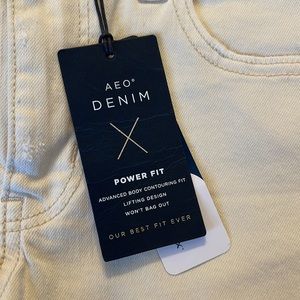 AEO®
DENIM
POWER FIT
ADVANCED BODY CONTOURING FIT
LIFTING DESIGN
WON'T BAG OUT
OUR BEST FIT EVER